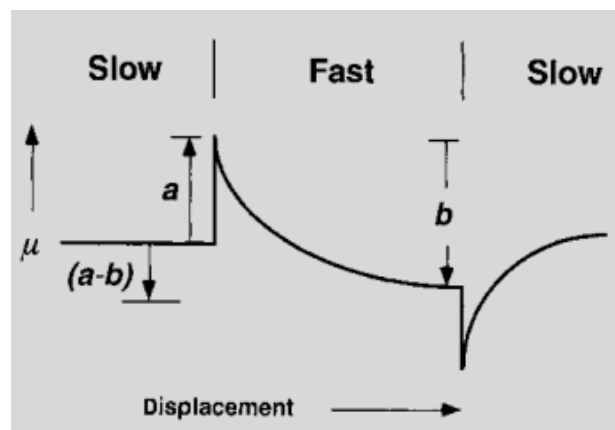 Slow Fast Slow
a
b
μ
(a-b)
Displacement